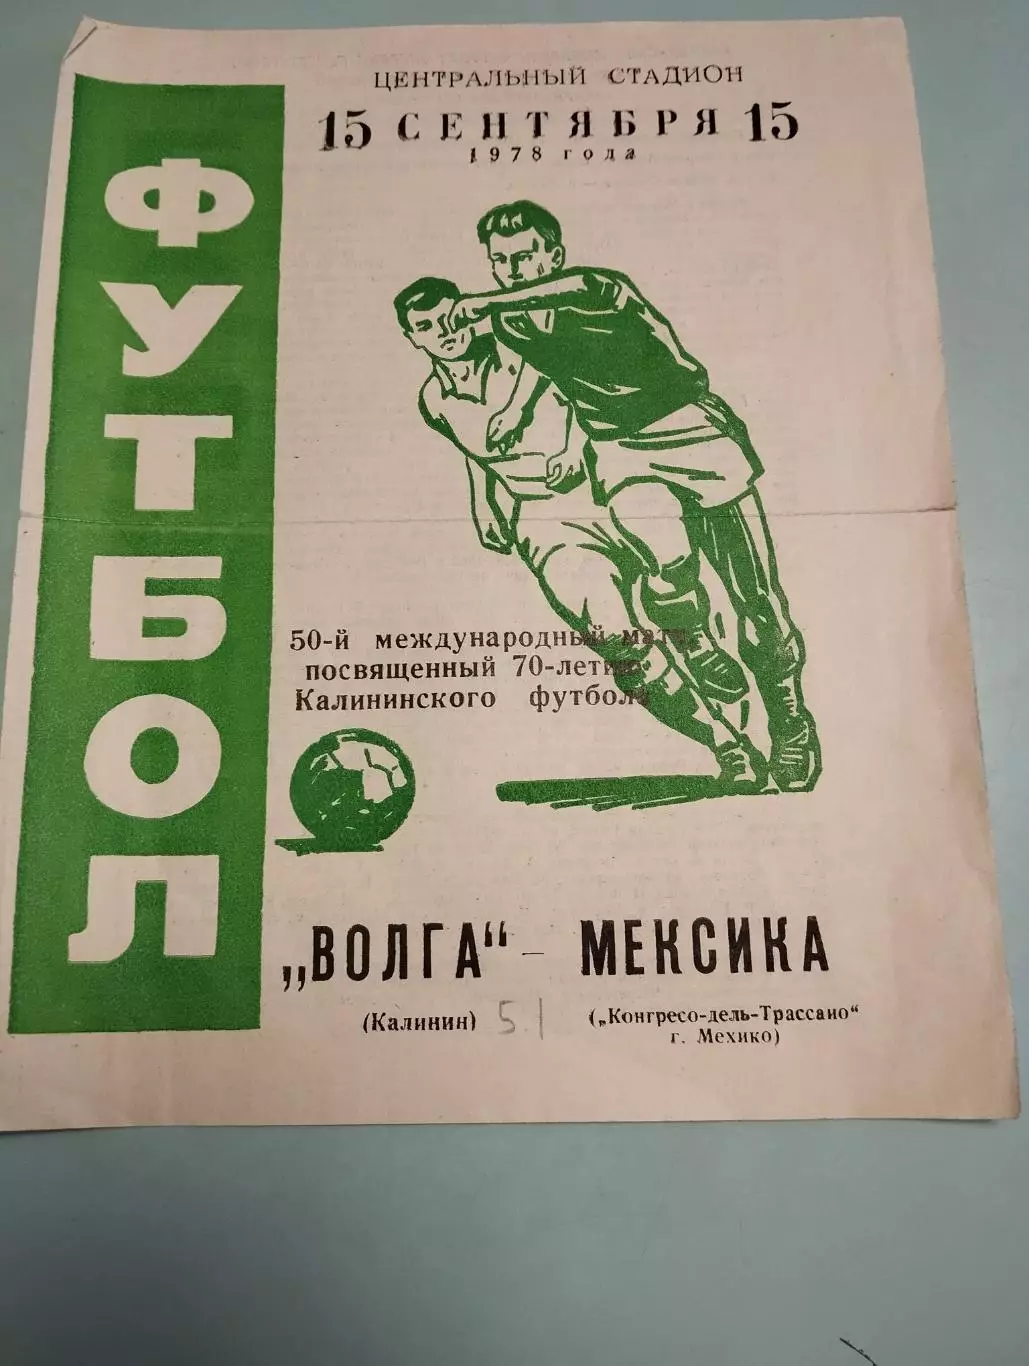 ФУТБОЛ
ЦЕНТРАЛЬНЫЙ СТАДИОН
15 СЕНТЯБРЯ 15
1978 года
50-й международный матч,
посвященный 70-летию
Калининского футбола
„ВОЛГА“ – МЕКСИКА
(Калинин) 5 1 („Конгресо-дель-Трассано“
г. Мехико)